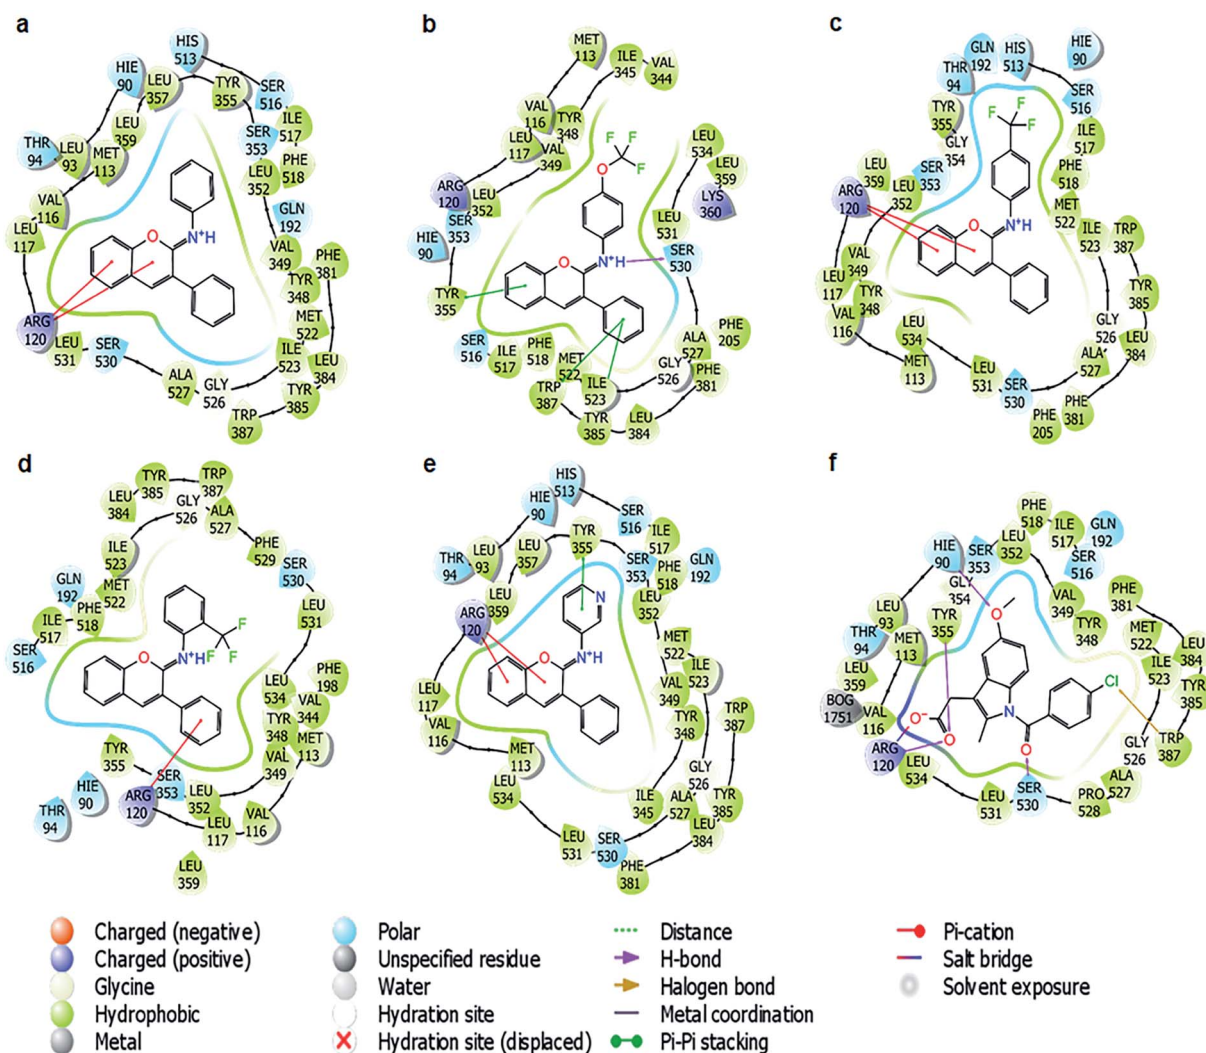 a
HIS
513
HIE
90
LEU
357
TYR
355
SER
516
LEU
359
SER
353
ILE
517
THR
94
LEU
93
MET
113
PHE
518
LEU
352
VAL
116
GLN
192
LEU
117
O
N+H
VAL
349
PHE
381
TYR
348
ARG
120
MET
522
LEU
531
SER
530
ILE
523
LEU
384
ALA
527
GLY
526
TYR
385
TRP
387
b
MET
113
ILE
345
VAL
344
VAL
116
TYR
348
LEU
117
VAL
349
LEU
534
F
F
F
O
LEU
359
ARG
120
LEU
352
LYS
360
SER
353
LEU
531
HIE
90
SER
530
O
N+H
TYR
355
SER
516
ILE
517
PHE
518
MET
522
ALA
527
PHE
205
GLY
526
TRP
387
ILE
523
PHE
381
TYR
385
LEU
384
c
GLN
192
HIS
513
HIE
90
THR
94
SER
516
TYR
355
F
F
F
ILE
517
GLY
354
LEU
359
SER
353
PHE
518
ARG
120
LEU
352
MET
522
N+H
O
ILE
523
TRP
387
VAL
349
LEU
117
TYR
348
TYR
385
VAL
116
LEU
534
GLY
526
LEU
384
MET
113
ALA
527
LEU
531
SER
530
PHE
381
PHE
205
d
TYR
385
TRP
387
LEU
384
GLY
526
ALA
527
ILE
523
PHE
529
SER
530
GLN
192
MET
522
PHE
518
LEU
531
ILE
517
SER
516
F
F
F
O
N+H
LEU
534
PHE
198
VAL
344
TYR
348
MET
113
TYR
355
VAL
349
SER
353
HIE
90
ARG
120
LEU
352
THR
94
LEU
117
VAL
116
LEU
359
e
HIS
513
HIE
90
SER
516
TYR
355
ILE
517
THR
94
LEU
93
LEU
357
SER
353
PHE
518
GLN
192
LEU
359
LEU
352
N
ARG
120
MET
522
N+H
O
ILE
523
LEU
117
VAL
349
VAL
116
TYR
348
TRP
387
MET
113
GLY
526
LEU
534
ILE
345
ALA
527
TYR
385
LEU
384
LEU
531
SER
530
PHE
381
f
PHE
518
ILE
517
GLN
192
HIE
90
SER
353
LEU
352
SER
516
GLY
354
VAL
349
PHE
381
LEU
93
TYR
355
O
TYR
348
MET
522
LEU
384
THR
94
MET
113
ILE
523
LEU
359
Cl
TYR
385
BOG
1751
VAL
116
O-
N
O
O
TRP
387
ARG
120
GLY
526
LEU
534
ALA
527
LEU
531
SER
530
PRO
528
Charged (negative)
Charged (positive)
Glycine
Hydrophobic
Metal
Polar
Unspecified residue
Water
Hydration site
Hydration site (displaced)
Distance
H-bond
Halogen bond
Metal coordination
Pi-Pi stacking
Pi-cation
Salt bridge
Solvent exposure